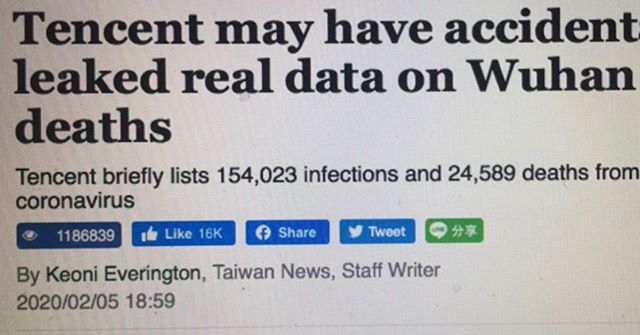 Tencent may have accident
leaked real data on Wuhan
deaths
Tencent briefly lists 154,023 infections and 24,589 deaths from
coronavirus
1186839 Like 16K Share Tweet LINE 分享
By Keoni Everington, Taiwan News, Staff Writer
2020/02/05 18:59